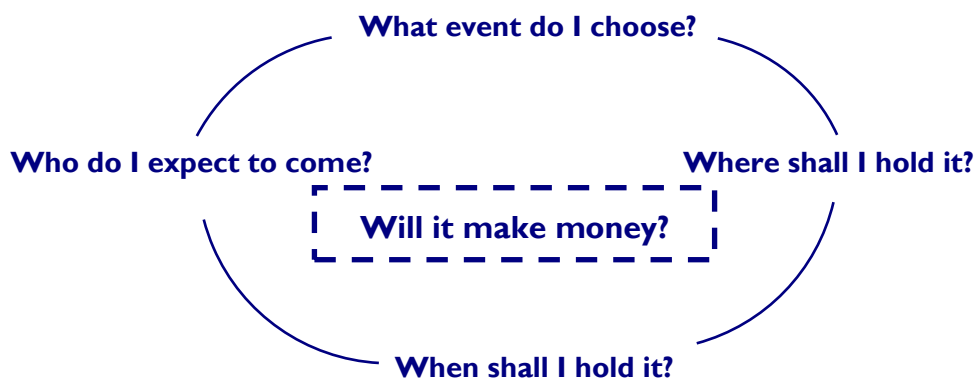 What event do I choose?
Who do I expect to come?
Where shall I hold it?
Will it make money?
When shall I hold it?